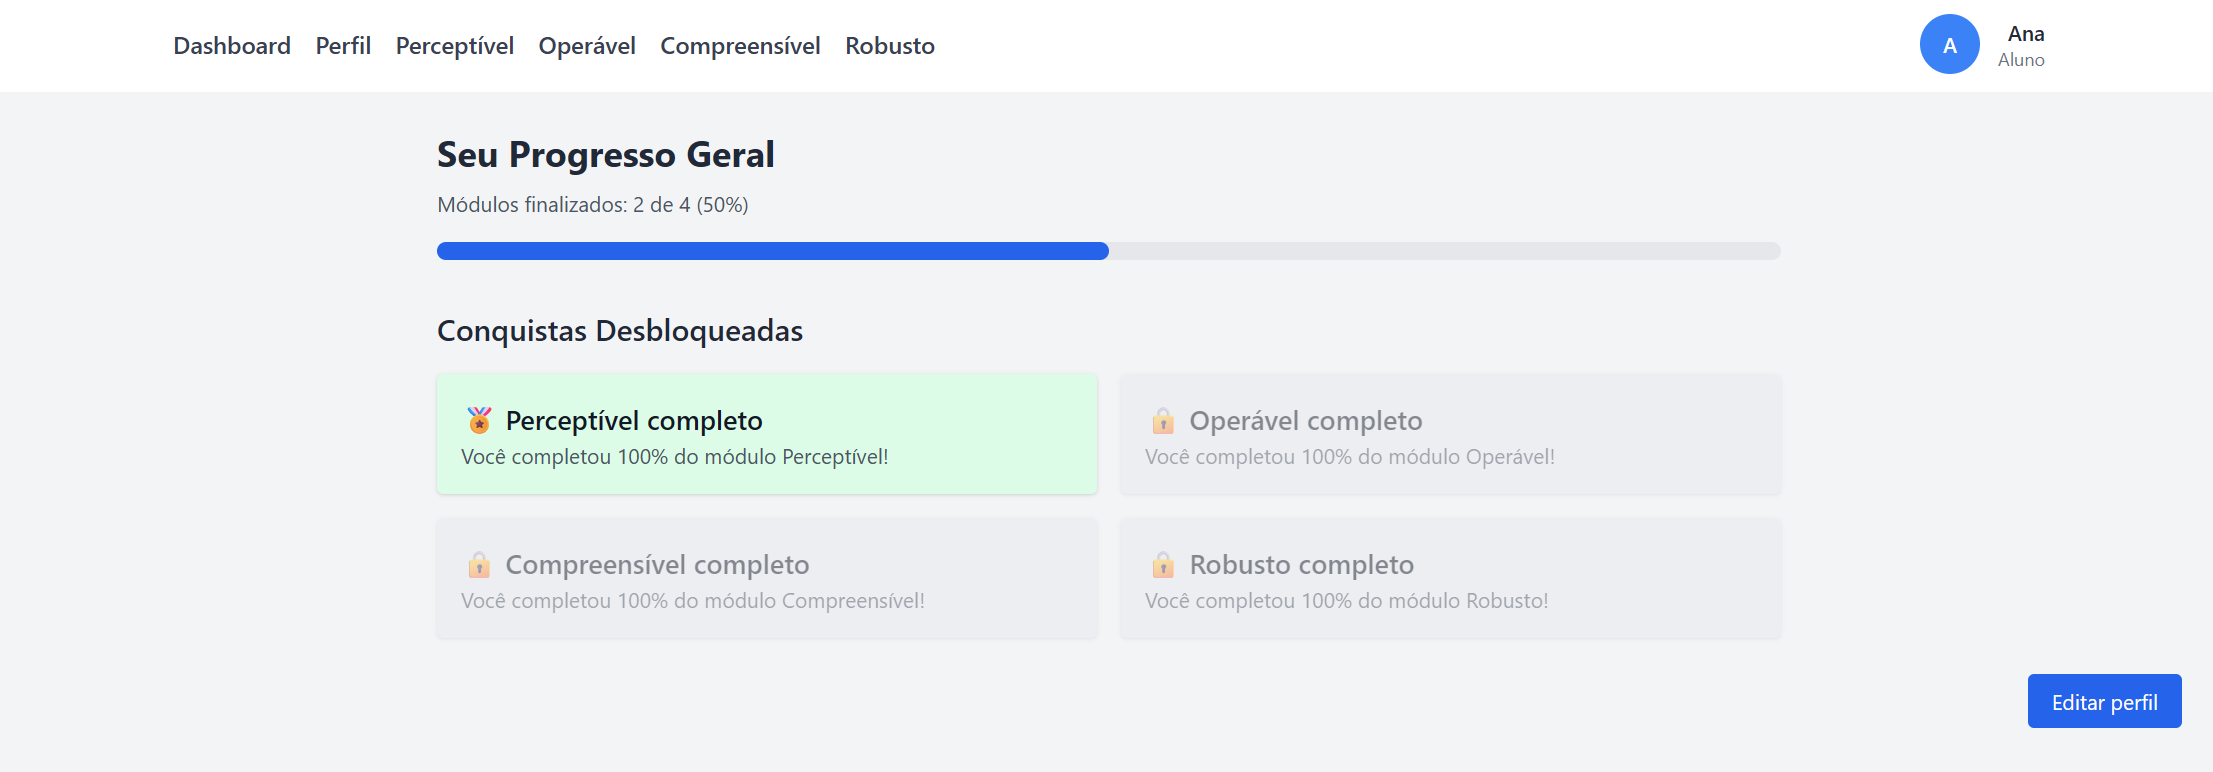 Dashboard Perfil Perceptível Operável Compreensível Robusto
A
Ana
Aluno
Seu Progresso Geral
Módulos finalizados: 2 de 4 (50%)
Conquistas Desbloqueadas
Perceptível completo
Você completou 100% do módulo Perceptível!
Operável completo
Você completou 100% do módulo Operável!
Compreensível completo
Você completou 100% do módulo Compreensível!
Robusto completo
Você completou 100% do módulo Robusto!
Editar perfil